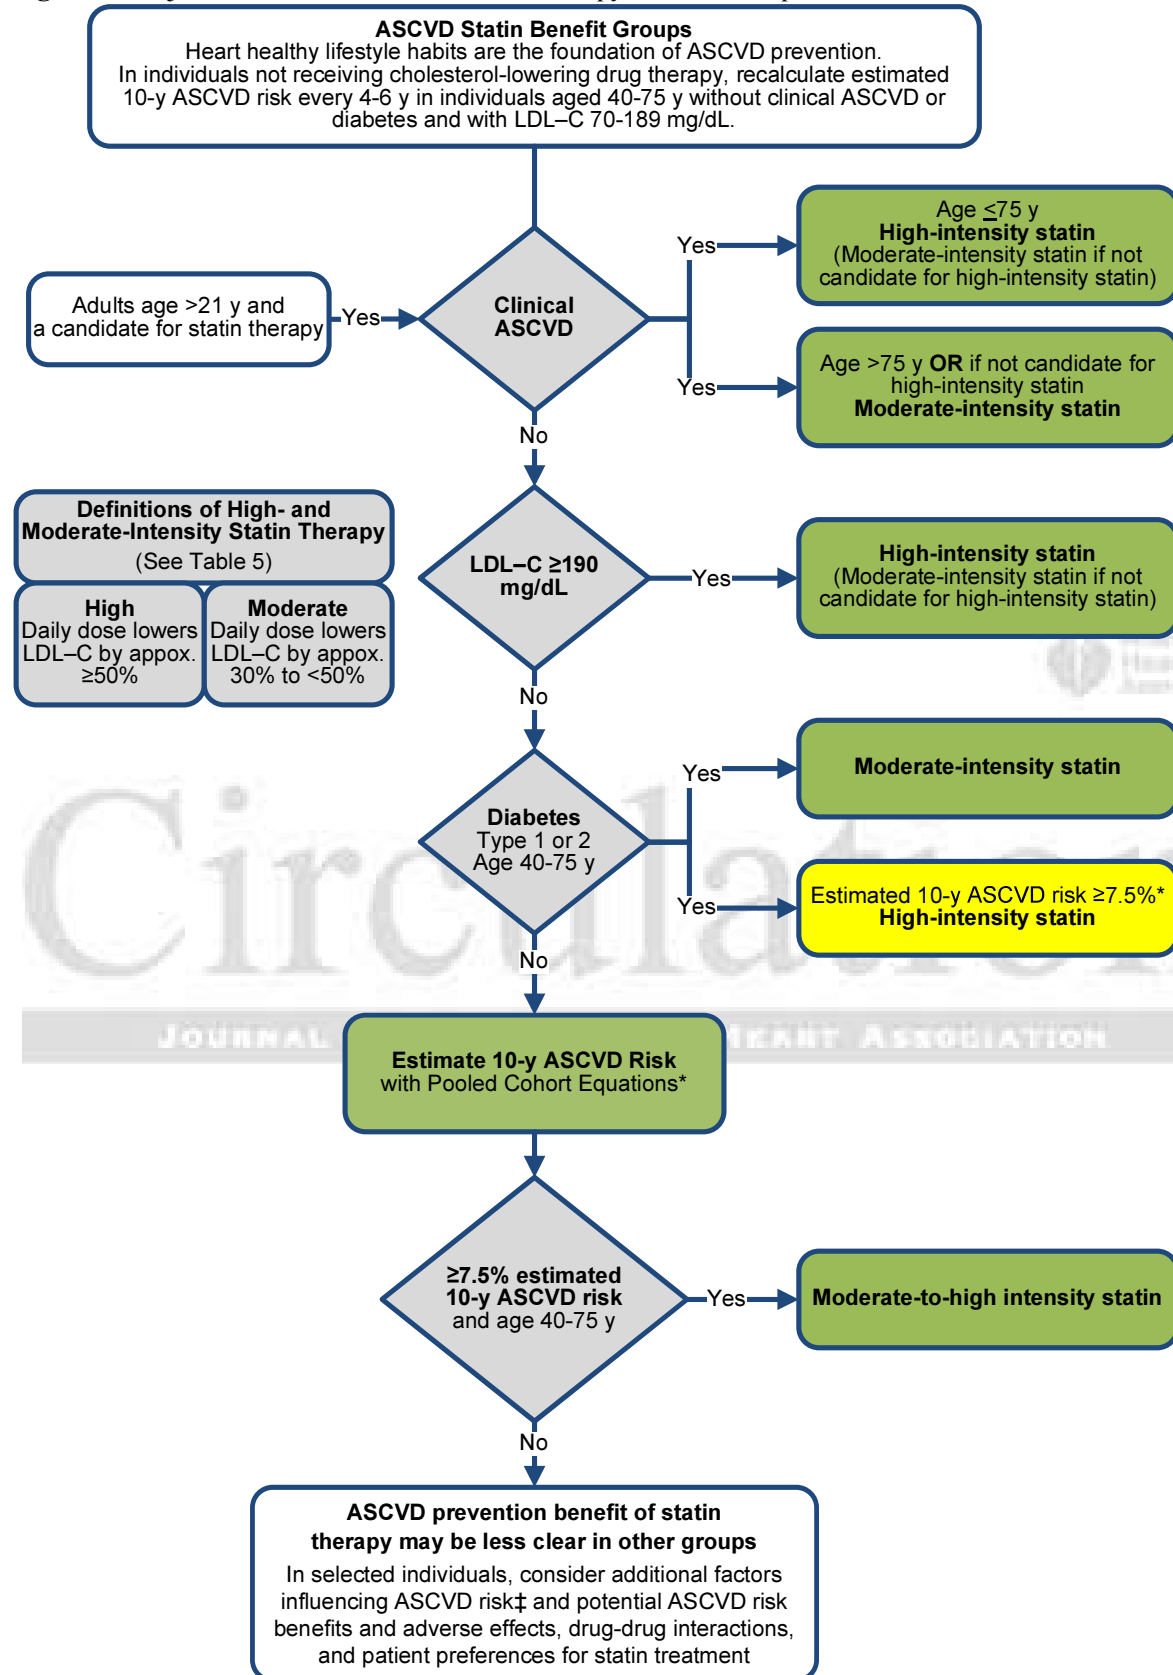 ASCVD Statin Benefit Groups
Heart healthy lifestyle habits are the foundation of ASCVD prevention.
In individuals not receiving cholesterol-lowering drug therapy, recalculate estimated
10-y ASCVD risk every 4-6 y in individuals aged 40-75 y without clinical ASCVD or
diabetes and with LDL–C 70-189 mg/dL.
Adults age >21 y and
a candidate for statin therapy
Yes
Clinical
ASCVD
Yes
Age ≤75 y
High-intensity statin
(Moderate-intensity statin if not
candidate for high-intensity statin)
Yes
Age >75 y OR if not candidate for
high-intensity statin
Moderate-intensity statin
No
Definitions of High- and
Moderate-Intensity Statin Therapy
(See Table 5)
High
Daily dose lowers
LDL–C by appox.
≥50%
Moderate
Daily dose lowers
LDL–C by appox.
30% to <50%
LDL–C ≥190
mg/dL
Yes
High-intensity statin
(Moderate-intensity statin if not
candidate for high-intensity statin)
No
Diabetes
Type 1 or 2
Age 40-75 y
Yes
Moderate-intensity statin
Yes
Estimated 10-y ASCVD risk ≥7.5%*
High-intensity statin
No
Circulation
JOURNAL
ASSOCIATION
Estimate 10-y ASCVD Risk
with Pooled Cohort Equations*
≥7.5% estimated
10-y ASCVD risk
and age 40-75 y
Yes
Moderate-to-high intensity statin
No
ASCVD prevention benefit of statin
therapy may be less clear in other groups
In selected individuals, consider additional factors
influencing ASCVD risk‡ and potential ASCVD risk
benefits and adverse effects, drug-drug interactions,
and patient preferences for statin treatment